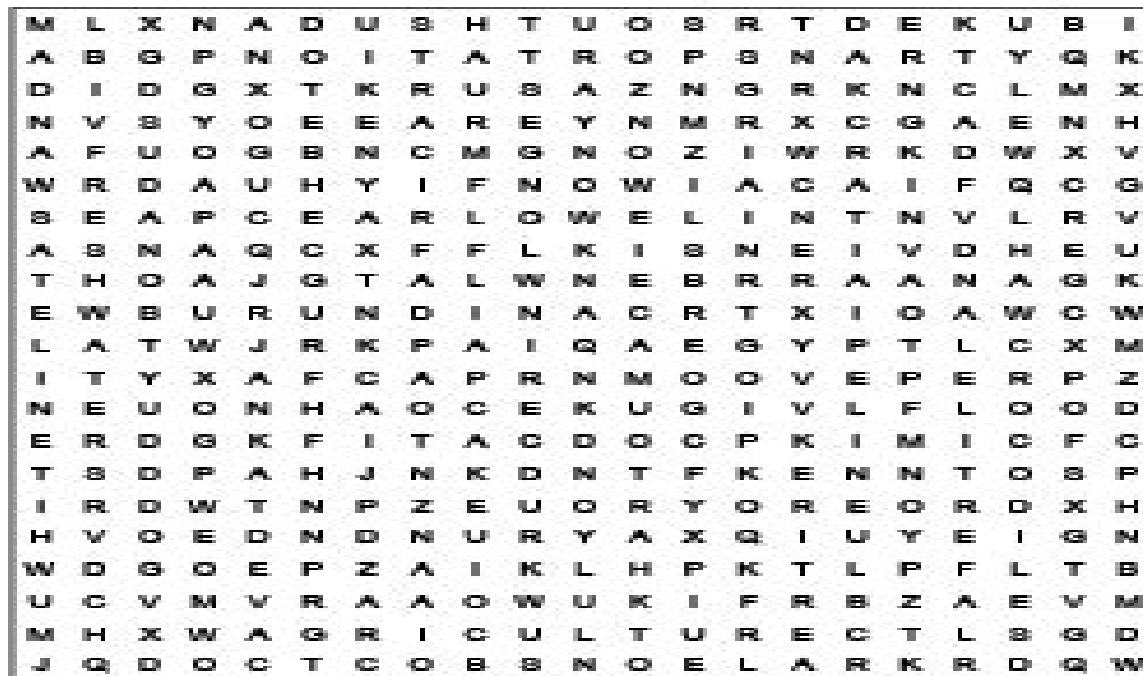 M L X N A D U S H T U O S R T D E K U B I
A B G P N O I T A T R O P S N A R T Y Q K
D I D G X T K R U S A Z N G R K N C L M X
N V S Y O E E A R E Y N M R X C G A E N H
A F U O G B N C M G N O Z I W R K D W X V
W R D A U H Y I F N O W I A C A I F Q C G
S E A P C E A R L O W E L I N T N V L R V
A S N A Q C X F F L K I S N E I V D H E U
T H O A J G T A L W N E B R R A A N A G K
E W B U R U N D I N A C R T X I O A W C W
L A T W J R K P A I Q A E G Y P T L C X M
I T Y X A F C A P R N M O O V E P E R P Z
N E U O N H A O C E K U G I V L F L O O D
E R D G K F I T A C D O C P K I M I C F C
T S D P A H J N K D N T F K E N N T O S P
I R D W T N P Z E U O R Y O R E O R D X H
H V O E D N D N U R Y A X Q I U Y E I G N
W D G O E P Z A I K L H P K T L P F L T B
U C V M V R A A O W U K I F R B Z A E V M
M H X W A G R I C U L T U R E C T L S G D
J Q D O C T C O B S N O E L A R K R D Q W